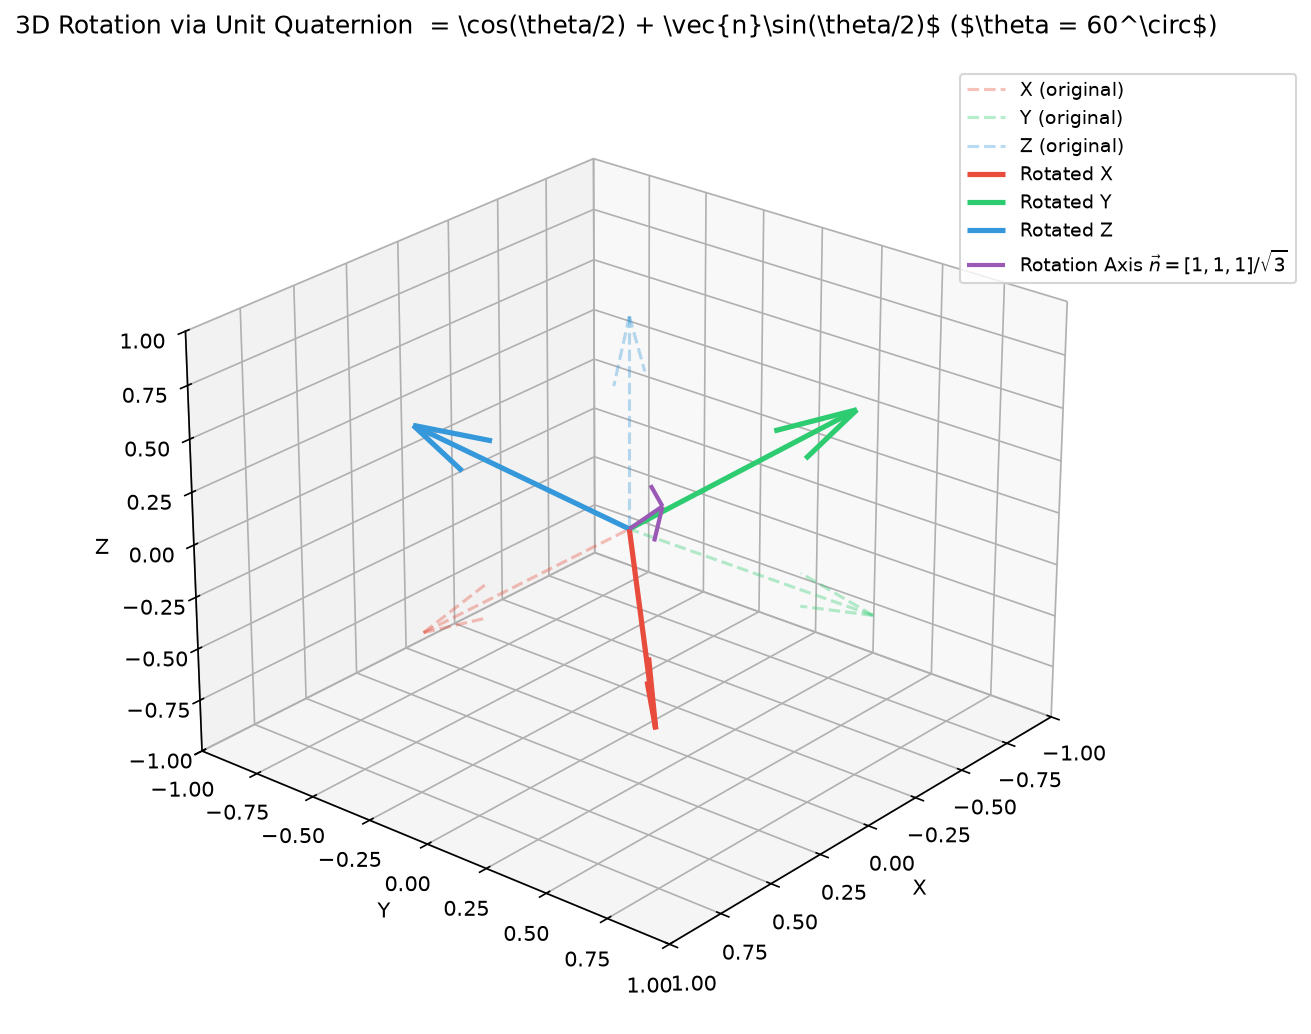 3D Rotation via Unit Quaternion  = \cos(\theta/2) + \vec{n}\sin(\theta/2)$ ($\theta = 60^\circ$)
X (original)
Y (original)
Z (original)
Rotated X
Rotated Y
Rotated Z
Rotation Axis $\vec{n} = [1, 1, 1]/\sqrt{3}$
1.00
0.75
0.50
0.25
0.00
−0.25
−0.50
−0.75
−1.00
Z
−1.00
−0.75
−0.50
−0.25
0.00
0.25
0.50
0.75
1.00
Y
−1.00
−0.75
−0.50
−0.25
0.00
0.25
0.50
0.75
1.00
X